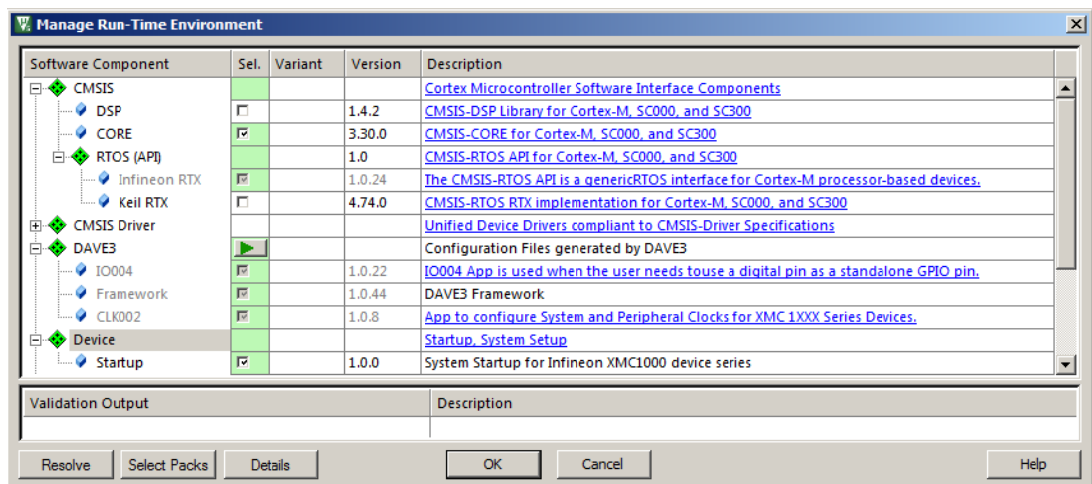 Manage Run-Time Environment
Software Component Sel. Variant Version Description
CMSIS Cortex Microcontroller Software Interface Components
DSP 1.4.2 CMSIS-DSP Library for Cortex-M, SC000, and SC300
CORE 3.30.0 CMSIS-CORE for Cortex-M, SC000, and SC300
RTOS (API) 1.0 CMSIS-RTOS API for Cortex-M, SC000, and SC300
Infineon RTX 1.0.24 The CMSIS-RTOS API is a genericRTOS interface for Cortex-M processor-based devices.
Keil RTX 4.74.0 CMSIS-RTOS RTX implementation for Cortex-M, SC000, and SC300
CMSIS Driver Unified Device Drivers compliant to CMSIS-Driver Specifications
DAVE3 Configuration Files generated by DAVE3
IO004 1.0.22 IO004 App is used when the user needs touse a digital pin as a standalone GPIO pin.
Framework 1.0.44 DAVE3 Framework
CLK002 1.0.8 App to configure System and Peripheral Clocks for XMC 1XXX Series Devices.
Device Startup, System Setup
Startup 1.0.0 System Startup for Infineon XMC1000 device series
Validation Output Description
Resolve Select Packs Details OK Cancel Help